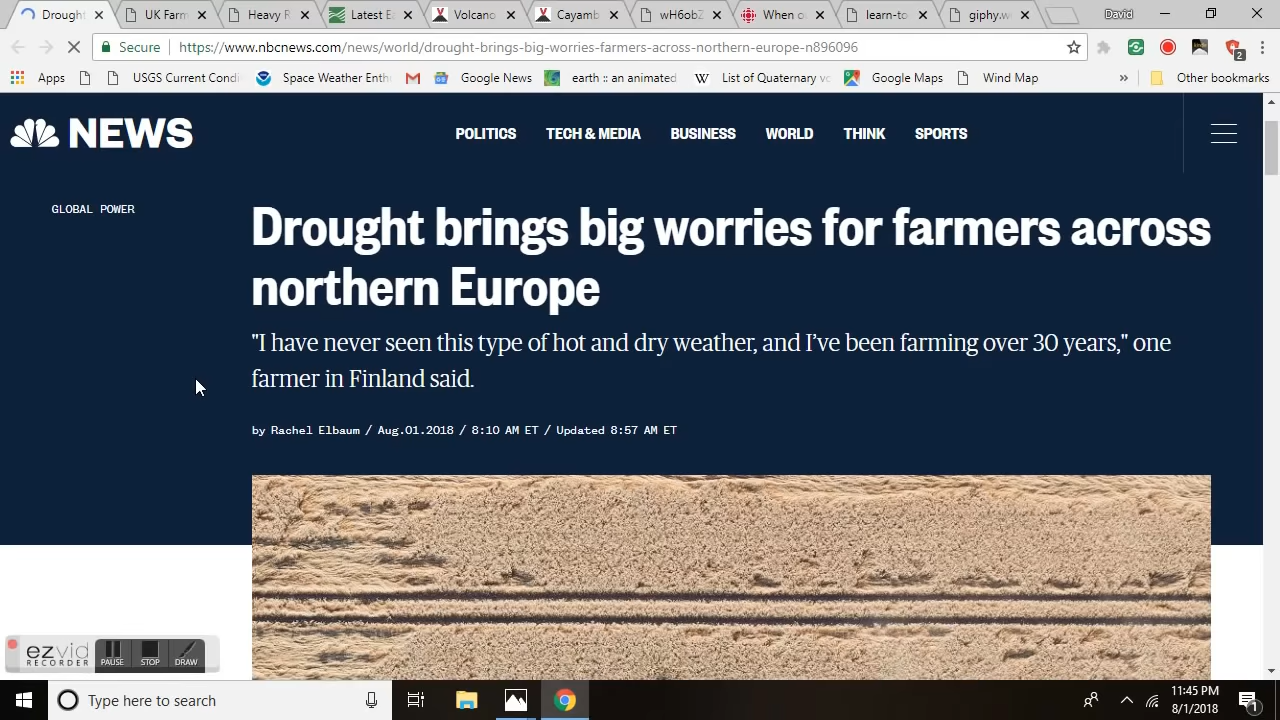 Drought
UK Farm
Heavy R
Latest Ea
Volcano
Cayamb
wH6obZ
When
learn-to
giphy.w
David
Secure
https://www.nbcnews.com/news/world/drought-brings-big-worries-farmers-across-northern-europe-n896096
2
Apps
USGS Current Condi
Space Weather Enth
Google News
earth :: an animated
W
List of Quaternary vo
Google Maps
Wind Map
»
Other bookmarks
NEWS
POLITICS
TECH & MEDIA
BUSINESS
WORLD
THINK
SPORTS
GLOBAL POWER
Drought brings big worries for farmers across
northern Europe
"I have never seen this type of hot and dry weather, and I’ve been farming over 30 years," one
farmer in Finland said.
by Rachel Elbaum / Aug.01.2018 / 8:10 AM ET / Updated 8:57 AM ET
ezvid
RECORDER
PAUSE
STOP
DRAW
Type here to search
11:45 PM
8/1/2018
1